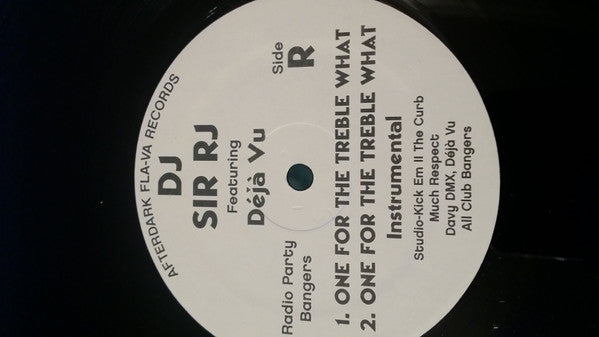 AFTERDARK FLA-VA RECORDS
DJ
SIR RJ
Featuring
Déjà Vu
Radio Party
Bangers
Side
R
1. ONE FOR THE TREBLE WHAT
2. ONE FOR THE TREBLE WHAT
Instrumental
Studio-Kick Em II The Curb
Much Respect
Davy DMX, Déjà Vu
All Club Bangers